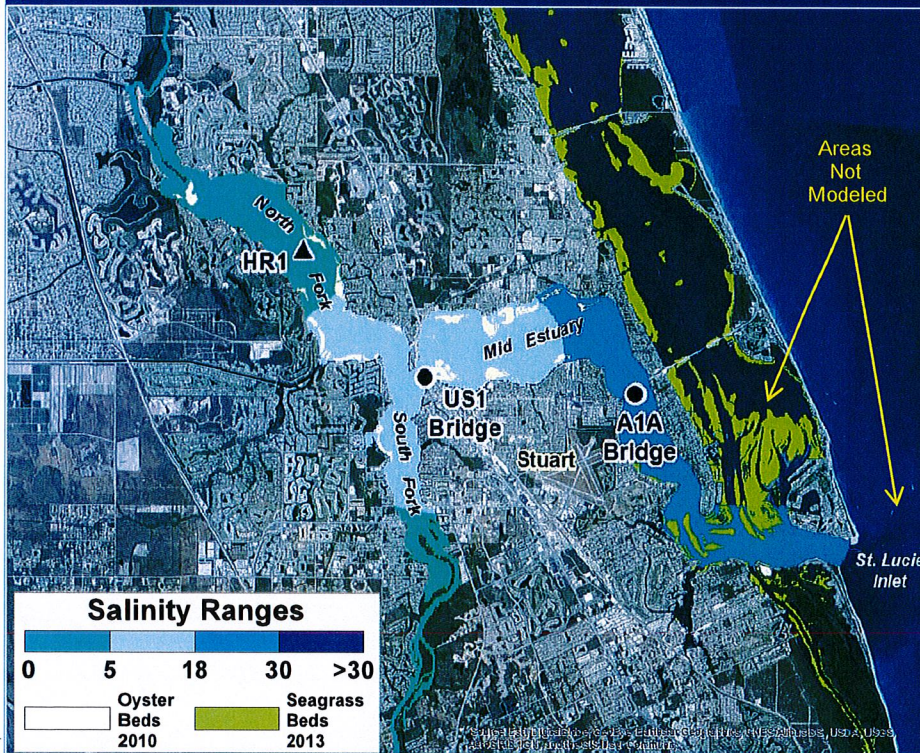 Areas
Not
Modeled
North
Fork
HR1
Mid Estuary
US1
Bridge
A1A
Bridge
South
Fork
Stuart
St. Lucie
Inlet
Salinity Ranges
0 5 18 30 >30
Oyster
Beds
2010
Seagrass
Beds
2013